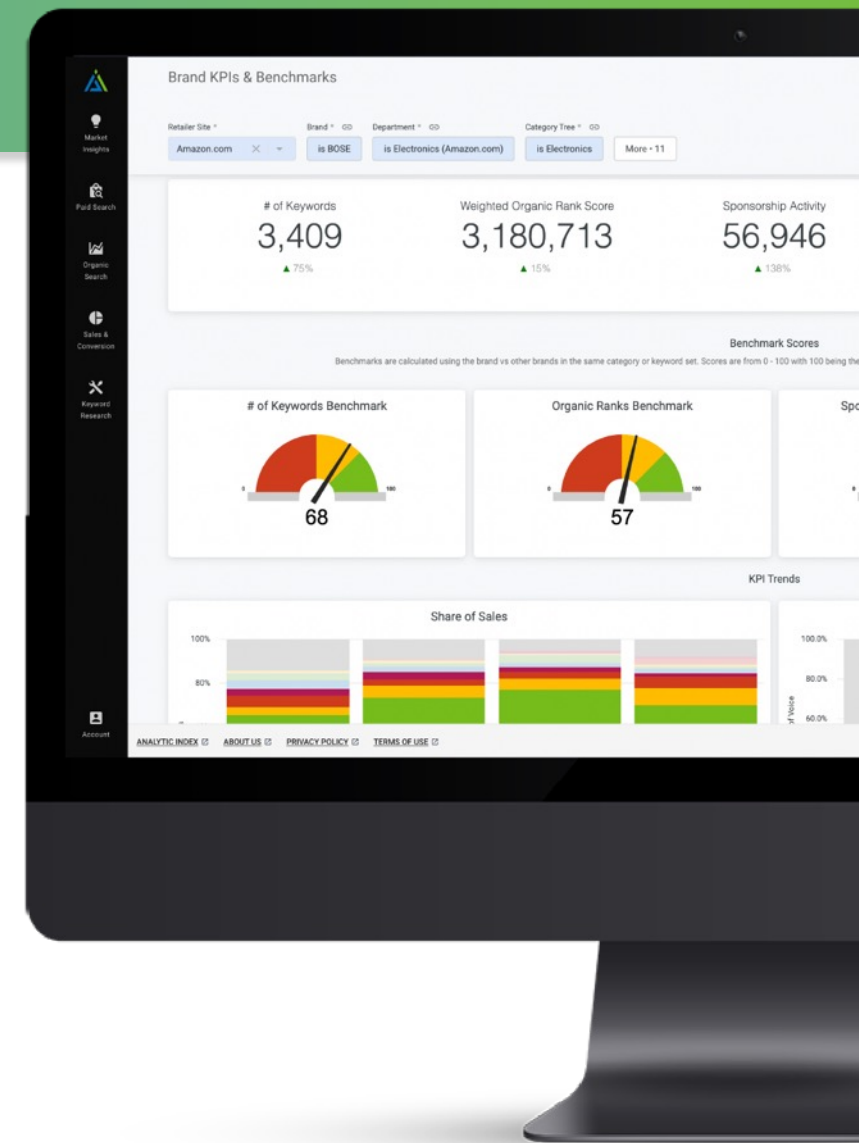 Brand KPIs & Benchmarks
Retailer Site *
Brand *
Department *
Category Tree *
Amazon.com
is BOSE
is Electronics (Amazon.com)
is Electronics
More • 11
Market
Insights
Paid Search
Organic
Search
Sales &
Conversion
Keyword
Research
Account
# of Keywords
Weighted Organic Rank Score
Sponsorship Activity
3,409
3,180,713
56,946
▲ 75%
▲ 15%
▲ 138%
Benchmark Scores
Benchmarks are calculated using the brand vs other brands in the same category or keyword set. Scores are from 0 - 100 with 100 being the
# of Keywords Benchmark
Organic Ranks Benchmark
Spo
0
100
0
100
0
68
57
KPI Trends
Share of Sales
100%
80%
100.0%
80.0%
60.0%
of Voice
ANALYTIC INDEX
ABOUT US
PRIVACY POLICY
TERMS OF USE